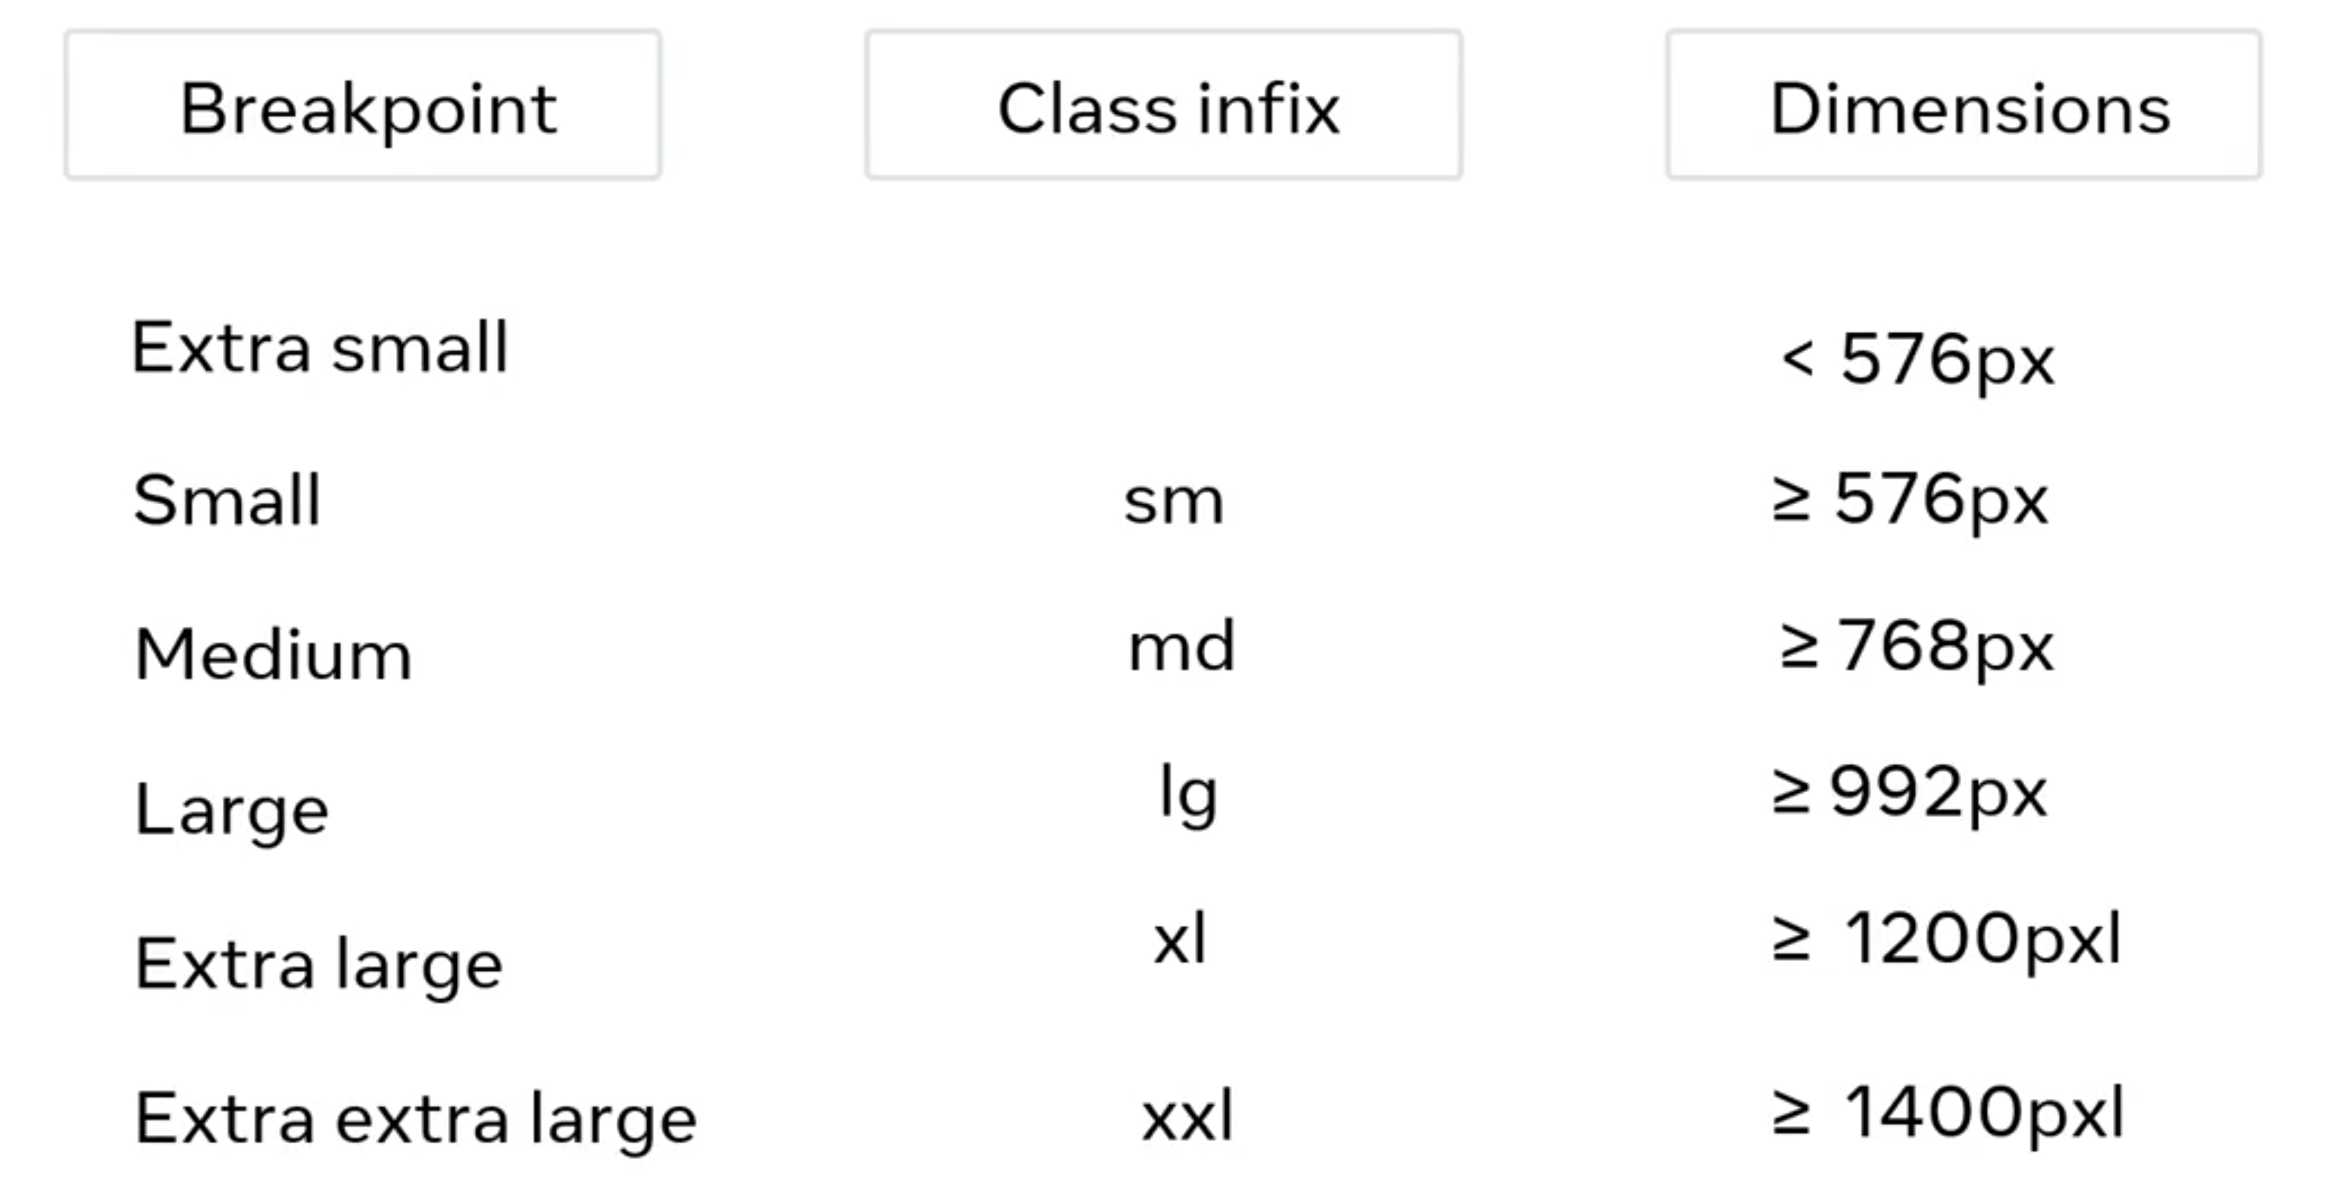 Breakpoint Class infix Dimensions
Extra small < 576px
Small sm ≥ 576px
Medium md ≥ 768px
Large lg ≥ 992px
Extra large xl ≥ 1200pxl
Extra extra large xxl ≥ 1400pxl